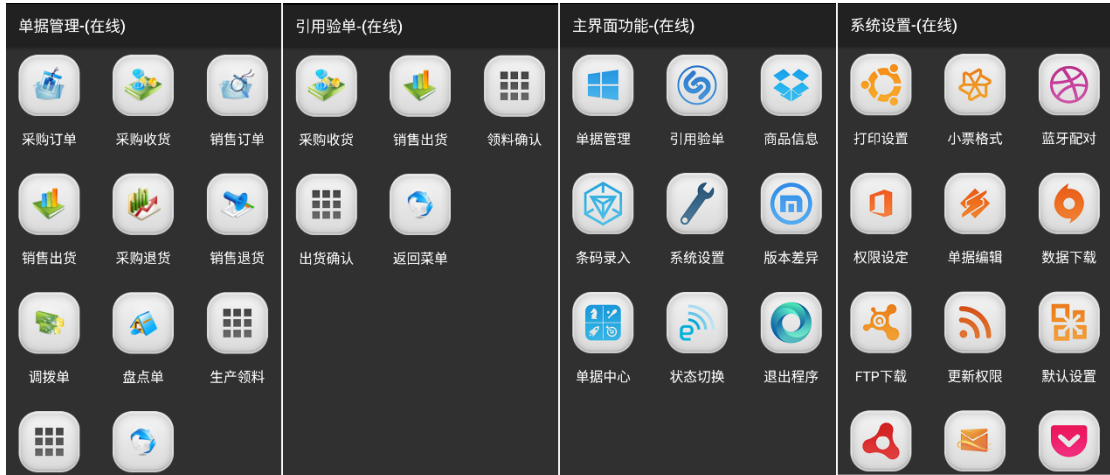 单据管理-(在线)
采购订单 采购收货 销售订单
销售出货 采购退货 销售退货
调拨单 盘点单 生产领料
引用验单-(在线)
采购收货 销售出货 领料确认
出货确认 返回菜单
主界面功能-(在线)
单据管理 引用验单 商品信息
条码录入 系统设置 版本差异
单据中心 状态切换 退出程序
系统设置-(在线)
打印设置 小票格式 蓝牙配对
权限设定 单据编辑 数据下载
FTP下载 更新权限 默认设置